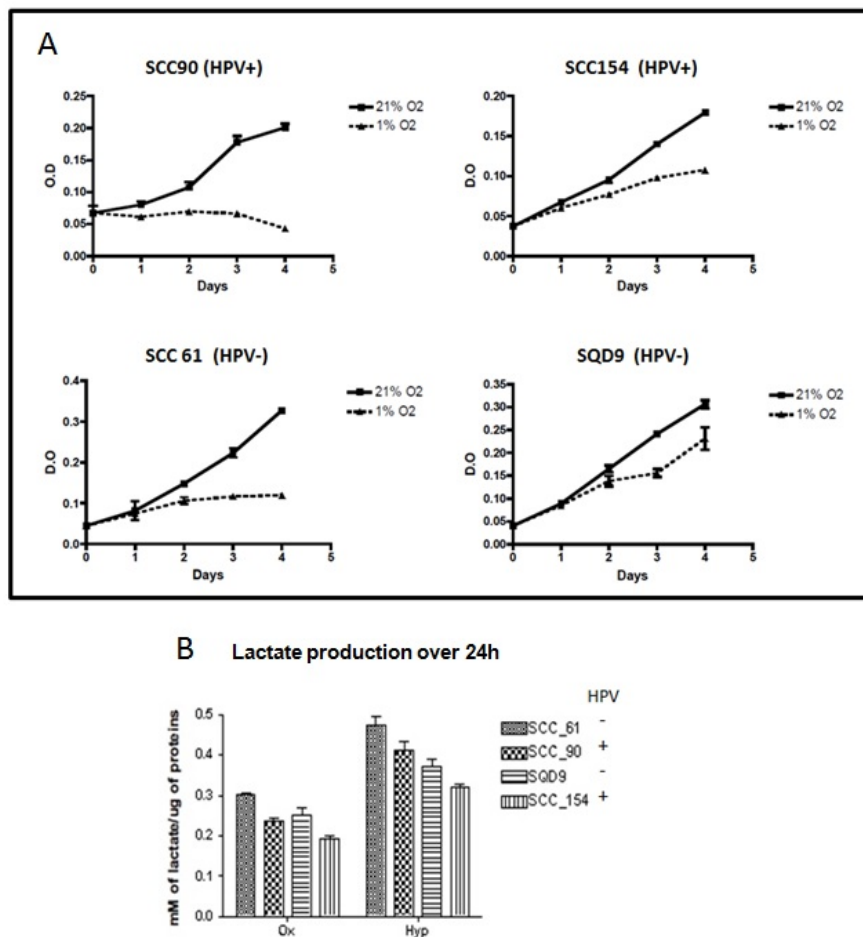 A
SCC90 (HPV+)
0.25
0.20
0.15
0.10
0.05
0.00
O.D
0 1 2 3 4 5
Days
21% O2
1% O2
SCC154 (HPV+)
0.20
0.15
0.10
0.05
0.00
D.O
0 1 2 3 4 5
Days
21% O2
1% O2
SCC 61 (HPV-)
0.4
0.3
0.2
0.1
0.0
D.O
0 1 2 3 4 5
Days
21% O2
1% O2
SQD9 (HPV-)
0.35
0.30
0.25
0.20
0.15
0.10
0.05
0.00
D.O
0 1 2 3 4 5
Days
21% O2
1% O2
B Lactate production over 24h
mM of lactate/ug of proteins
0.5
0.4
0.3
0.2
0.1
0.0
Ox Hyp
HPV
SCC_61 -
SCC_90 +
SQD9 -
SCC_154 +